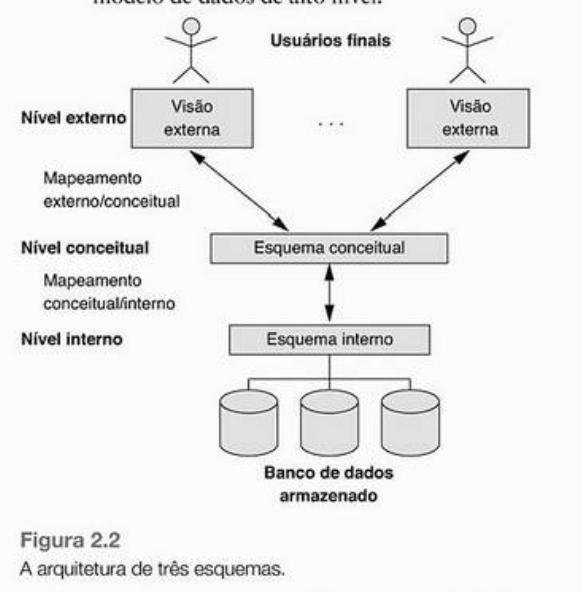 modelo de dados de alto nível.
Usuários finais
Nível externo
Visão
externa
. . .
Visão
externa
Mapeamento
externo/conceitual
Nível conceitual
Esquema conceitual
Mapeamento
conceitual/interno
Nível interno
Esquema interno
Banco de dados
armazenado
Figura 2.2
A arquitetura de três esquemas.